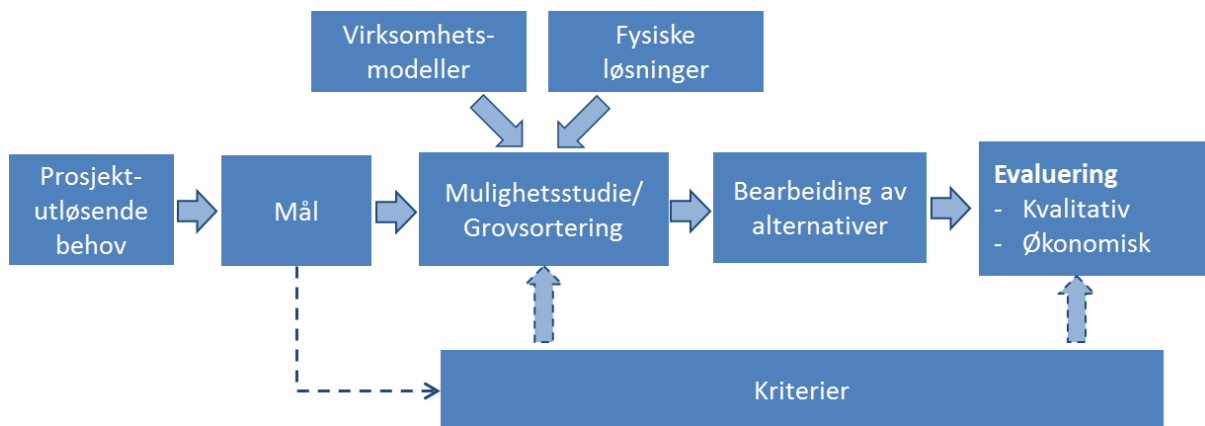 Virksomhets-
modeller
Fysiske
løsninger
Prosjekt-
utløsende
behov
Mål
Mulighetsstudie/
Grovsortering
Bearbeiding av
alternativer
Evaluering
- Kvalitativ
- Økonomisk
Kriterier